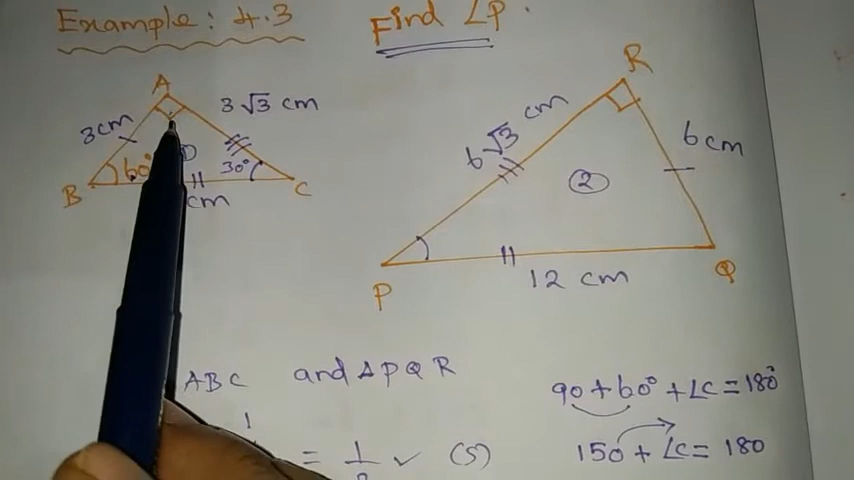 Example: 4.3
Find ∠P.
A
3cm
3√3 cm
60°
30°
B
C
cm
R
6√3 cm
6cm
②
P
12 cm
Q
ABC and ΔPQR
1
= 1 ✓ (S)
90+60° +∠C=180°
150+ ∠C= 180